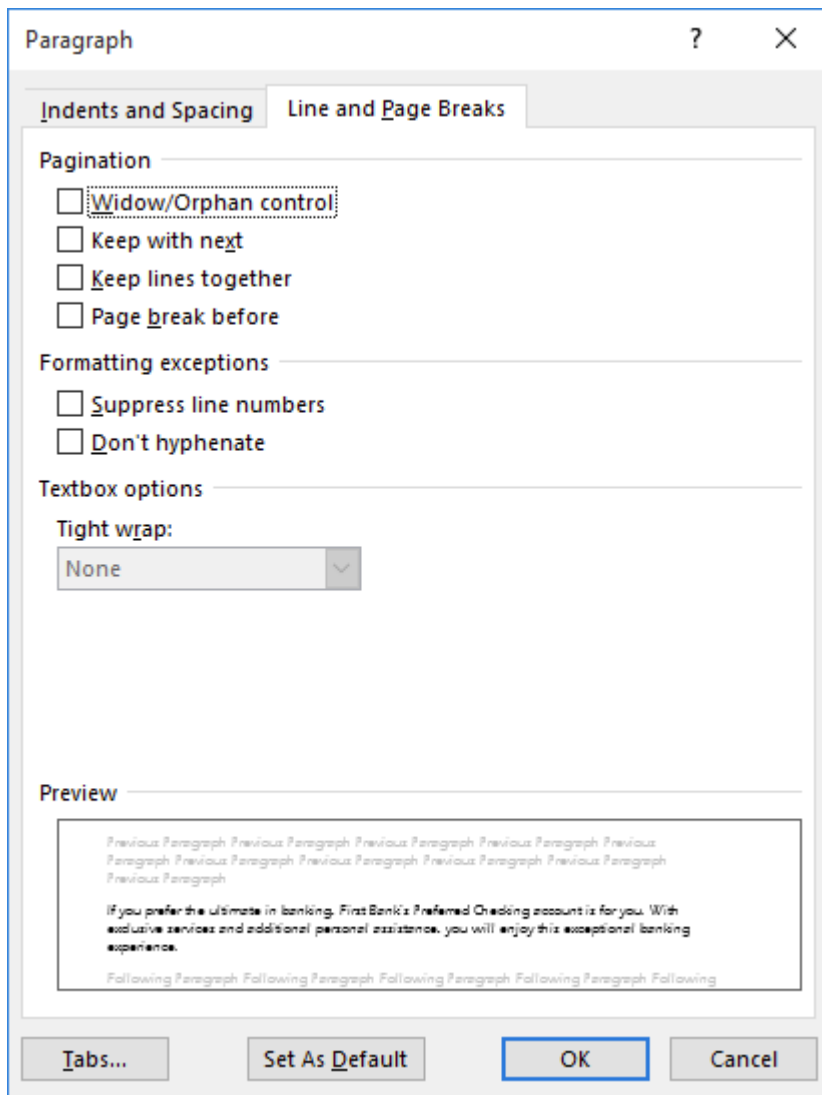 Paragraph ?
Indents and Spacing Line and Page Breaks
Pagination
Widow/Orphan control
Keep with next
Keep lines together
Page break before
Formatting exceptions
Suppress line numbers
Don't hyphenate
Textbox options
Tight wrap:
None
Preview
Previous Paragraph Previous Paragraph Previous Paragraph Previous Paragraph Previous
Paragraph Previous Paragraph Previous Paragraph Previous Paragraph Previous Paragraph
Previous Paragraph
If you prefer the ultimate in banking, First Bank's Preferred Checking account is for you. With
exclusive services and additional personal assistance, you will enjoy this exceptional banking
experience.
Following Paragraph Following Paragraph Following Paragraph Following Paragraph Following
Tabs... Set As Default OK Cancel